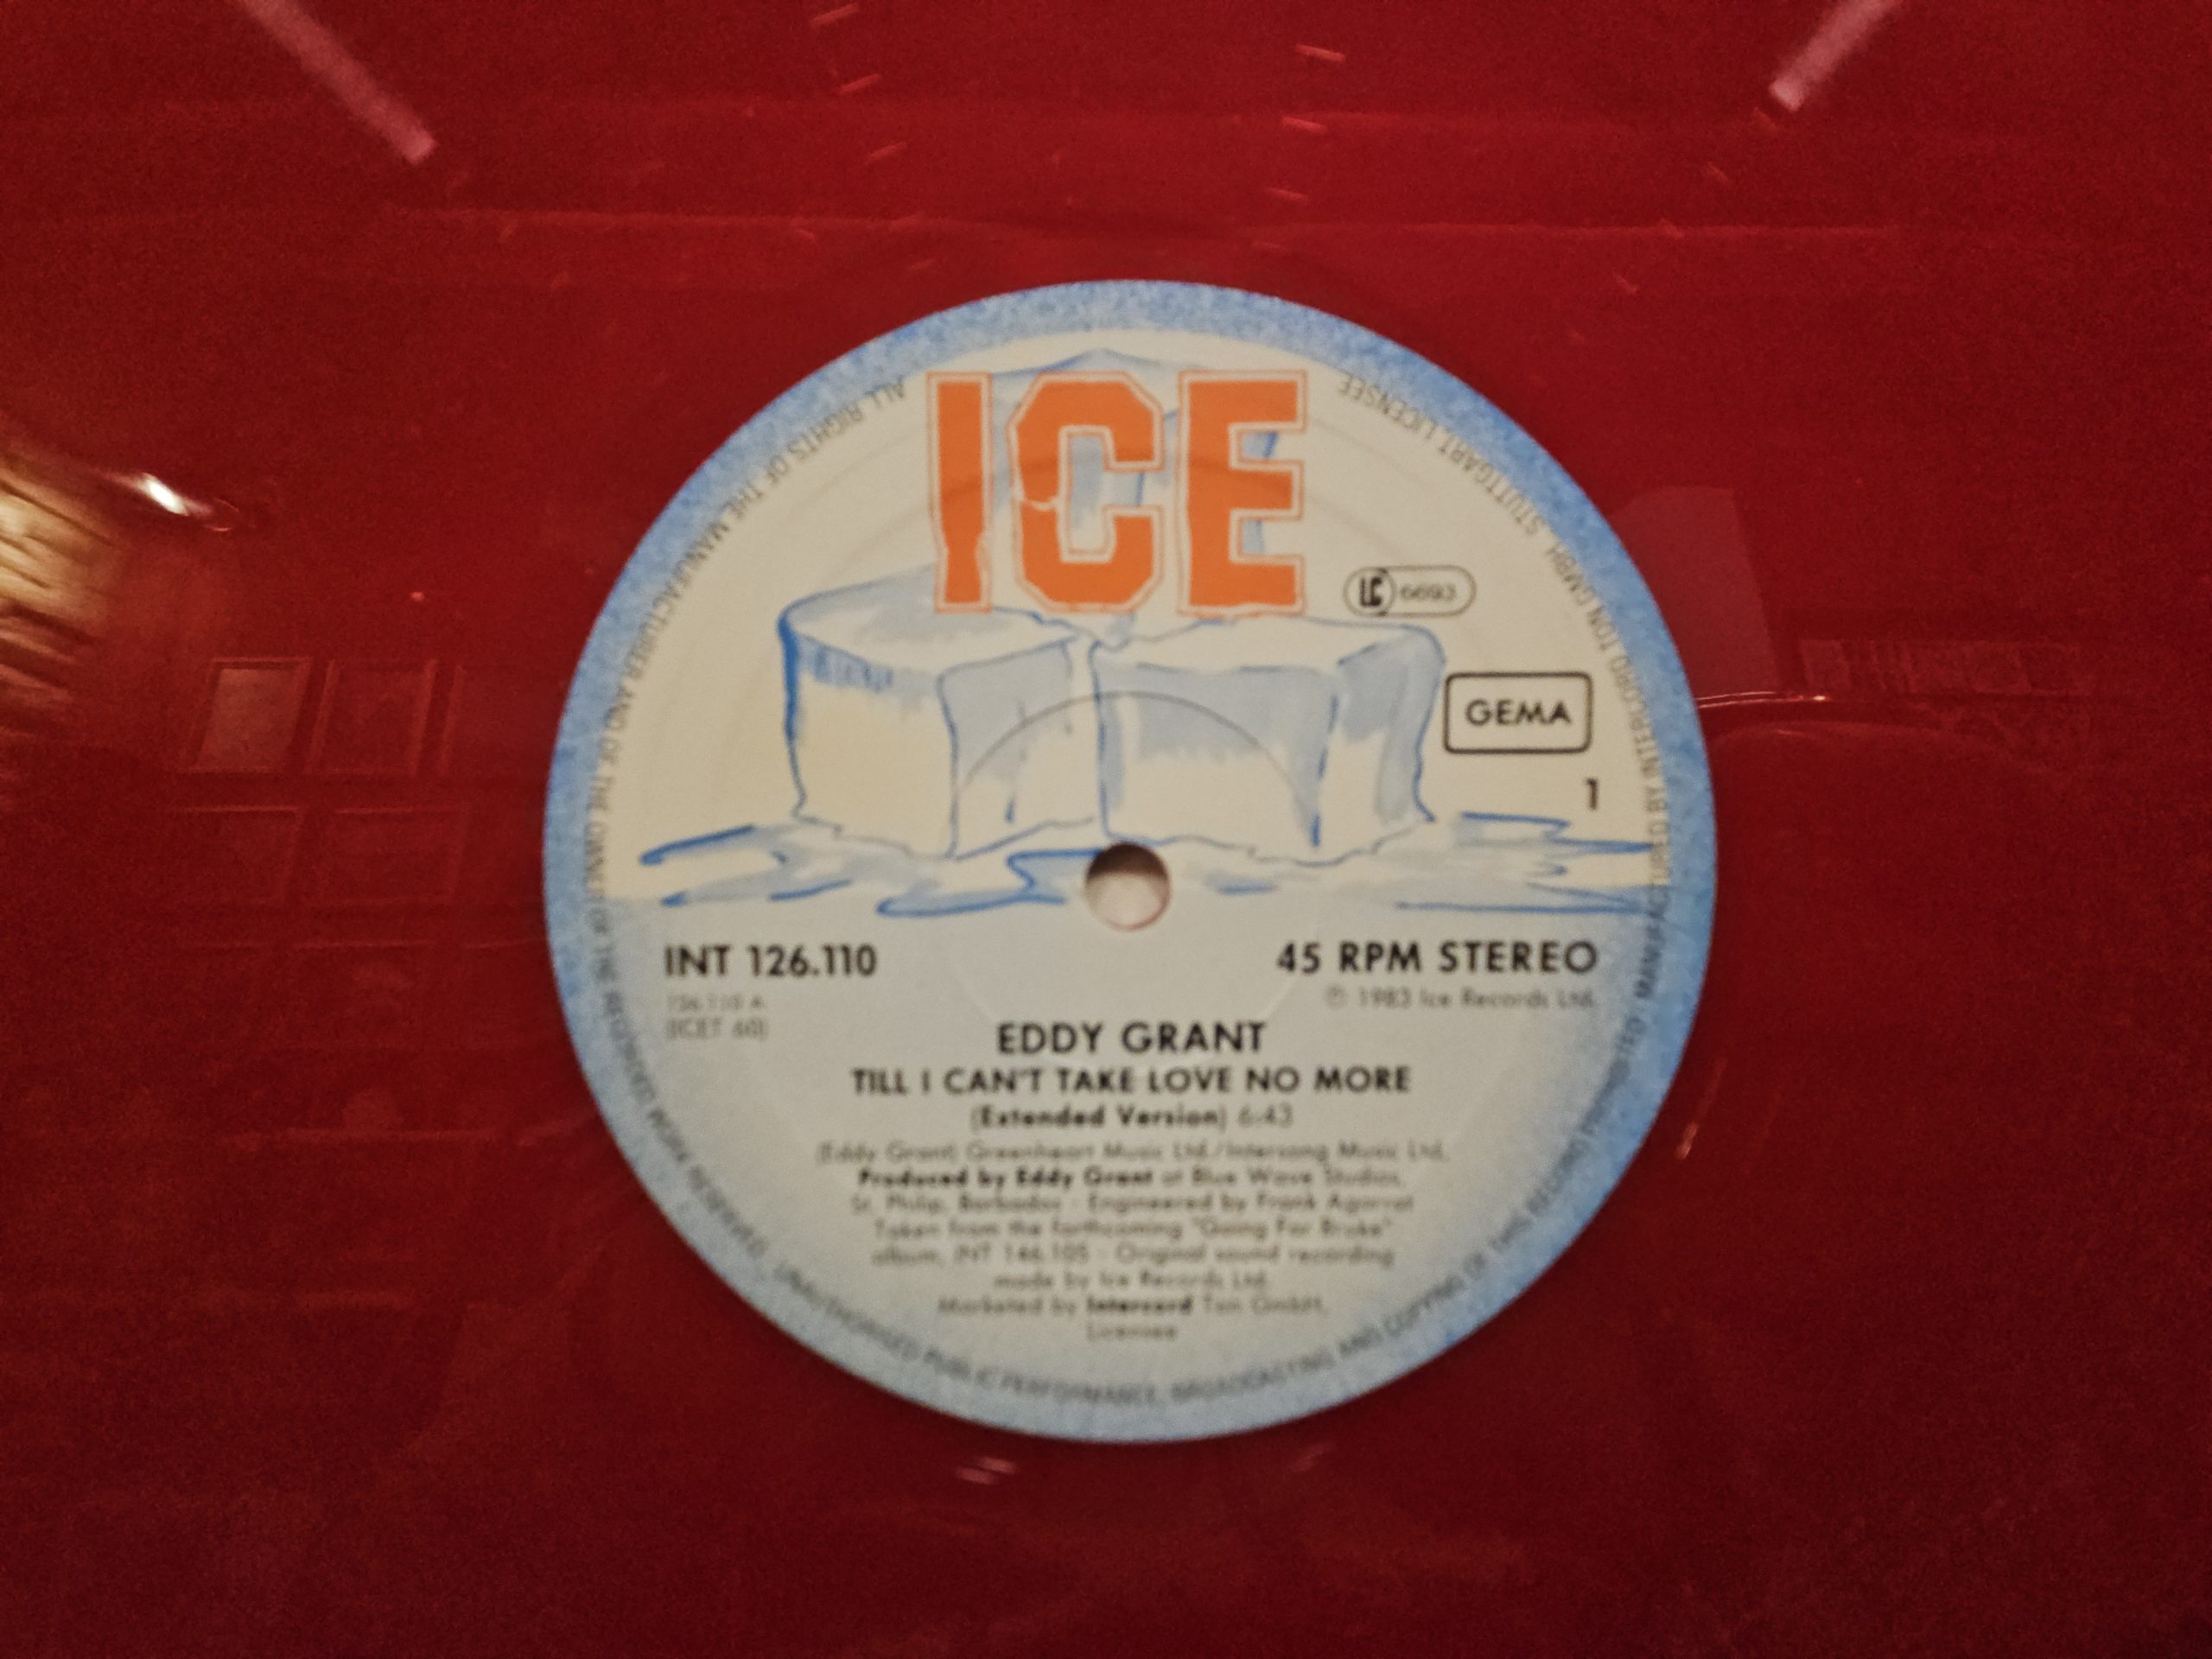 ICE
LC 6693
GEMA
1
INT 126.110
45 RPM STEREO
126.110 A
℗ 1983 Ice Records Ltd.
(ICET 60)
EDDY GRANT
TILL I CAN'T TAKE LOVE NO MORE
(Extended Version) 6:43
(Eddy Grant) Greenheart Music Ltd./Intersong Music Ltd.
Produced by Eddy Grant at Blue Wave Studios,
St. Philip, Barbados - Engineered by Frank Agarrat
Taken from the forthcoming "Going For Broke"
album, INT 146.105 - Original sound recording
made by Ice Records Ltd.
Marketed by Intercord Ton GmbH,
Licensee
ALL RIGHTS OF THE MANUFACTURER AND OF THE OWNER OF THE RECORDED WORK RESERVED. UNAUTHORISED PUBLIC PERFORMANCE, BROADCASTING AND COPYING OF THIS RECORD PROHIBITED. MANUFACTURED BY INTERCORD TON GMBH. STUTTGART LICENSEE